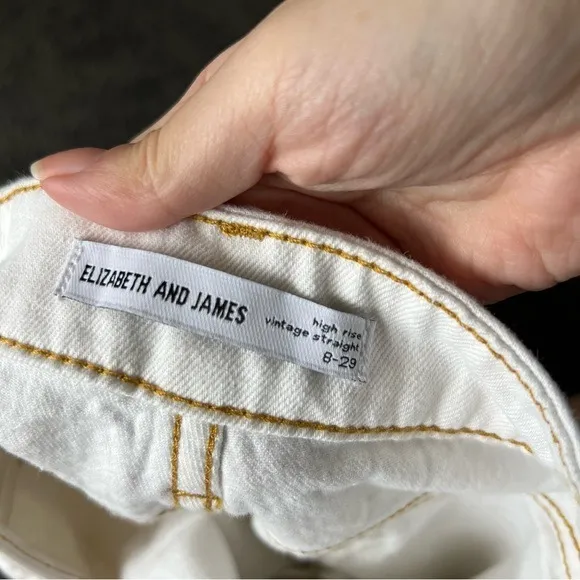 ELIZABETH AND JAMES
high rise
vintage straight
8-29